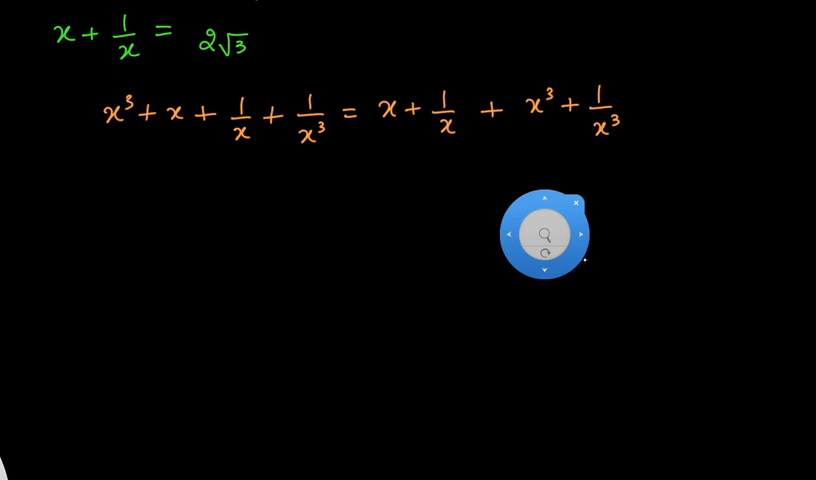 x + 1/x = 2√3
x³ + x + 1/x + 1/x³ = x + 1/x + x³ + 1/x³